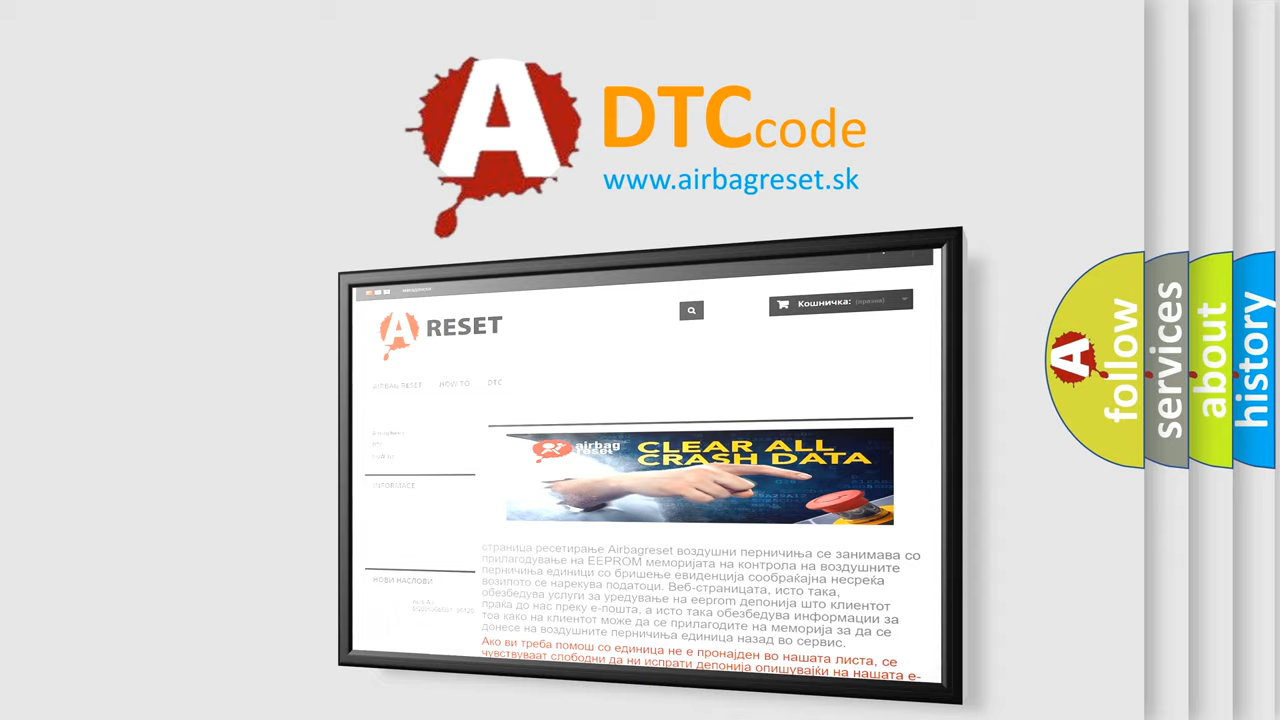 A
DTC code
www.airbagreset.sk
Кошничка: (празни)
A RESET
AIRBAG RESET HOW TO DTC
airbag
reset
CLEAR ALL
CRASH DATA
INFORMACE
страница ресетирање Airbagreset воздушни перничиња се занимава со
прилагодување на EEPROM меморијата на контрола на воздушните
перничиња единици со бришење евиденција сообраќајна несреќа
возилото се нарекува податоци. Веб-страницата, исто така,
обезбедува услуги за уредување на eeprom депонија што клиентот
праќа до нас преку е-пошта, а исто така обезбедува информации за
тоа како на клиентот може да се прилагодите на меморија за да се
донесе на воздушните перничиња единица назад во сервис.
Ако ви треба помош со единица не е пронајден во нашата листа, се
чувствуваат слободни да ни испрати депонија опишувајќи на нашата е-
НОВИ НАСЛОВИ
A
follow
services
about
history